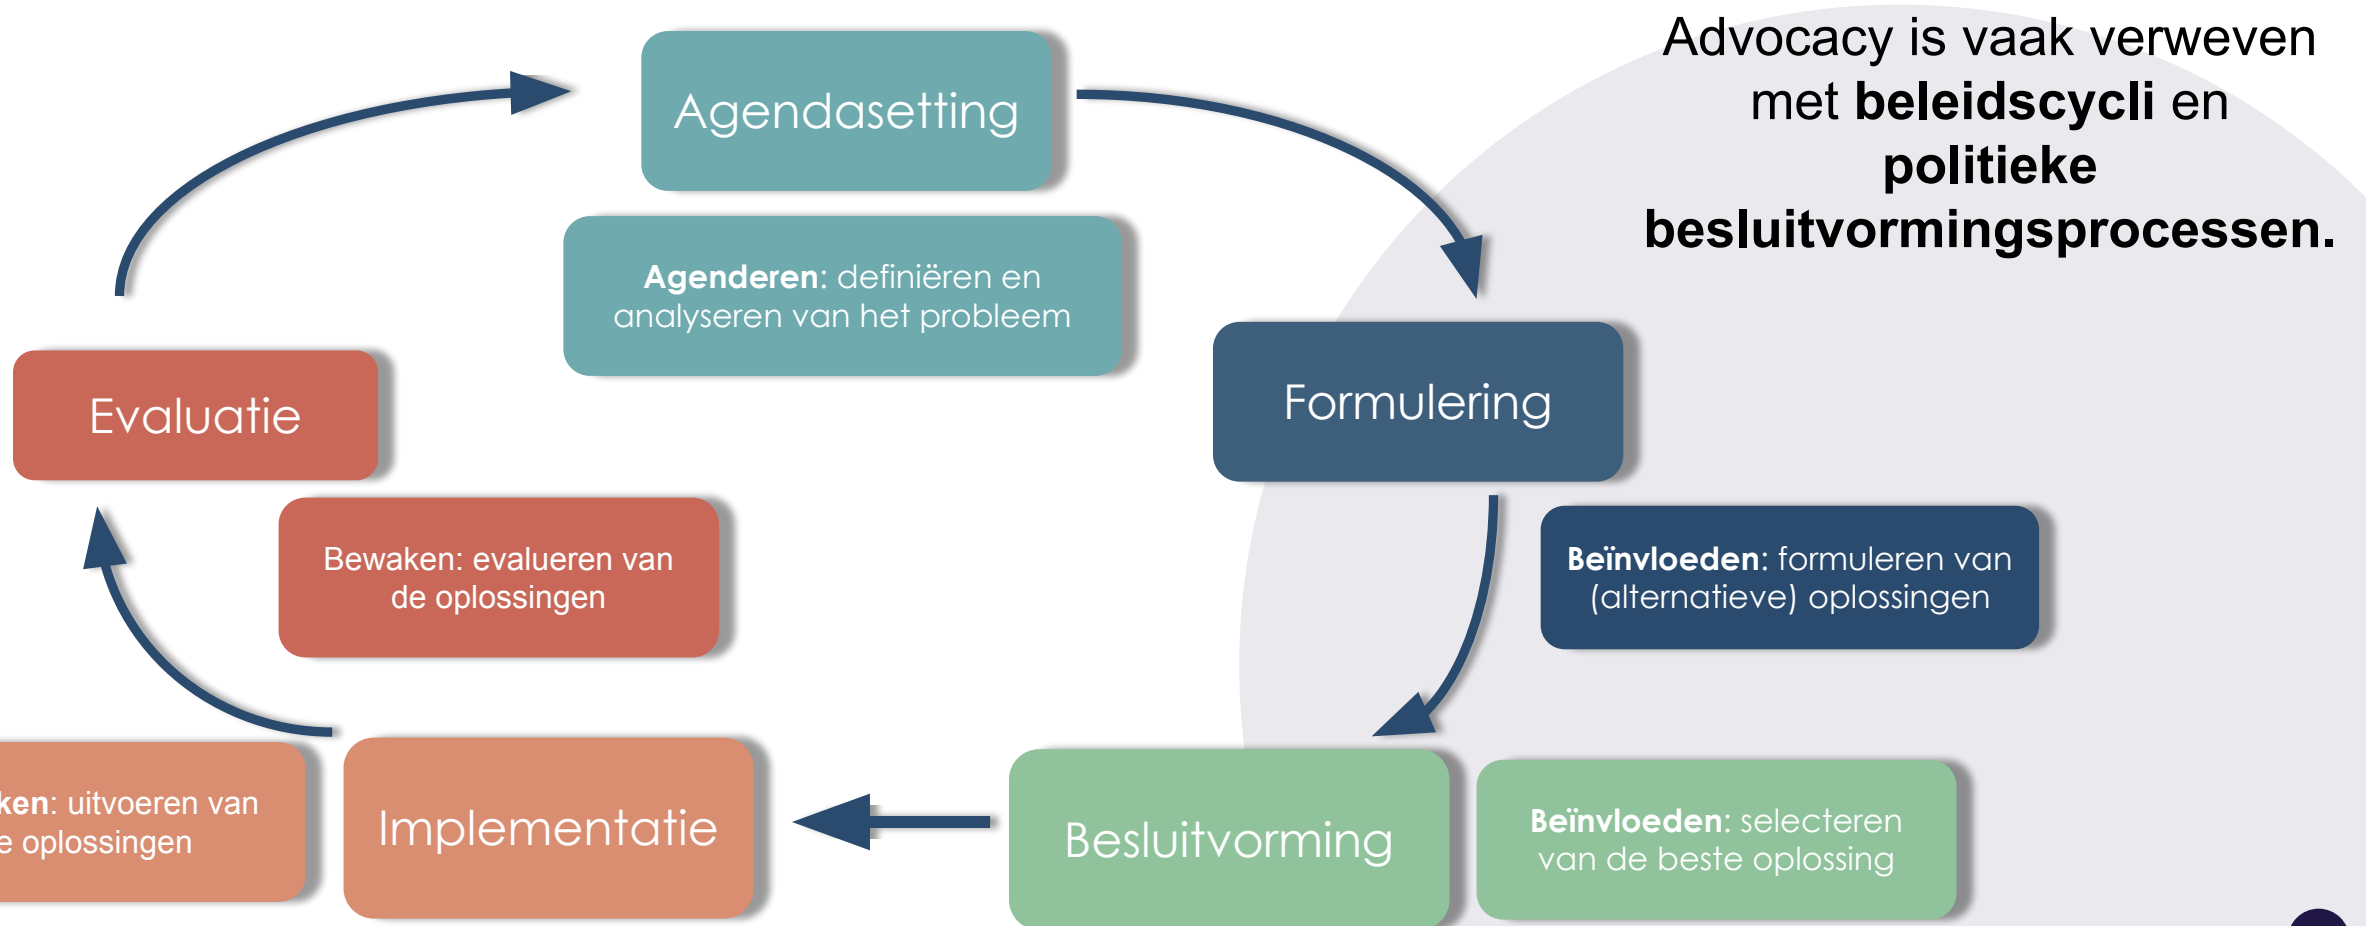 Advocacy is vaak verweven
met beleidscycli en
politieke
besluitvormingsprocessen.
Agendasetting
Agenderen: definiëren en
analyseren van het probleem
Formulering
Beïnvloeden: formuleren van
(alternatieve) oplossingen
Besluitvorming
Beïnvloeden: selecteren
van de beste oplossing
Implementatie
: uitvoeren van
oplossingen
Evaluatie
Bewaken: evalueren van
de oplossingen